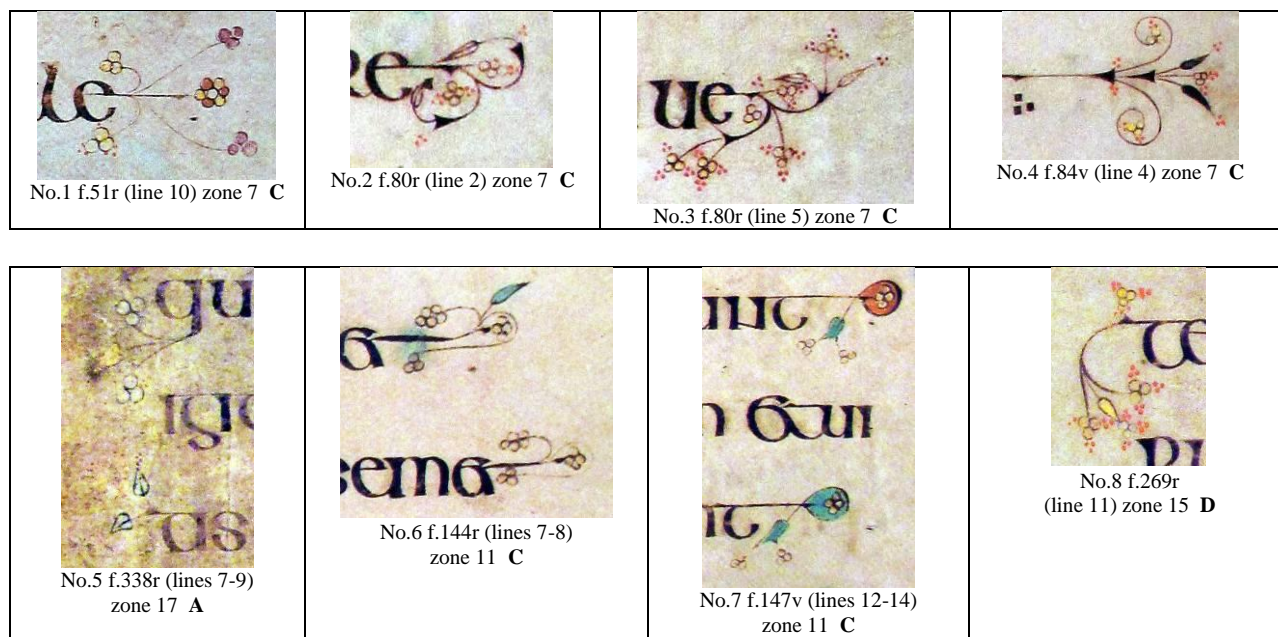 No.1 f.51r (line 10) zone 7 C
No.2 f.80r (line 2) zone 7 C
ue
No.3 f.80r (line 5) zone 7 C
No.4 f.84v (line 4) zone 7 C
qu
No.5 f.338r (lines 7-9)
zone 17 A
a
sema
No.6 f.144r (lines 7-8)
zone 11 C
No.7 f.147v (lines 12-14)
zone 11 C
No.8 f.269r
(line 11) zone 15 D